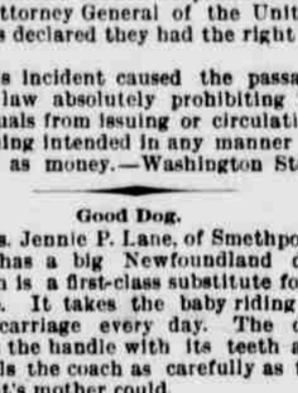 ttorney General of the Unit
s declared they had the right
s incident caused the passa
law absolutely prohibiting
uals from issuing or circulati
ing intended in any manner
as money.—Washington St
Good Dog.
s. Jennie P. Lane, of Smethpo
has a big Newfoundland d
h is a first-class substitute fo
. It takes the baby riding
carriage every day. The d
the handle with its teeth a
ls the coach as carefully as t
t's mother could.